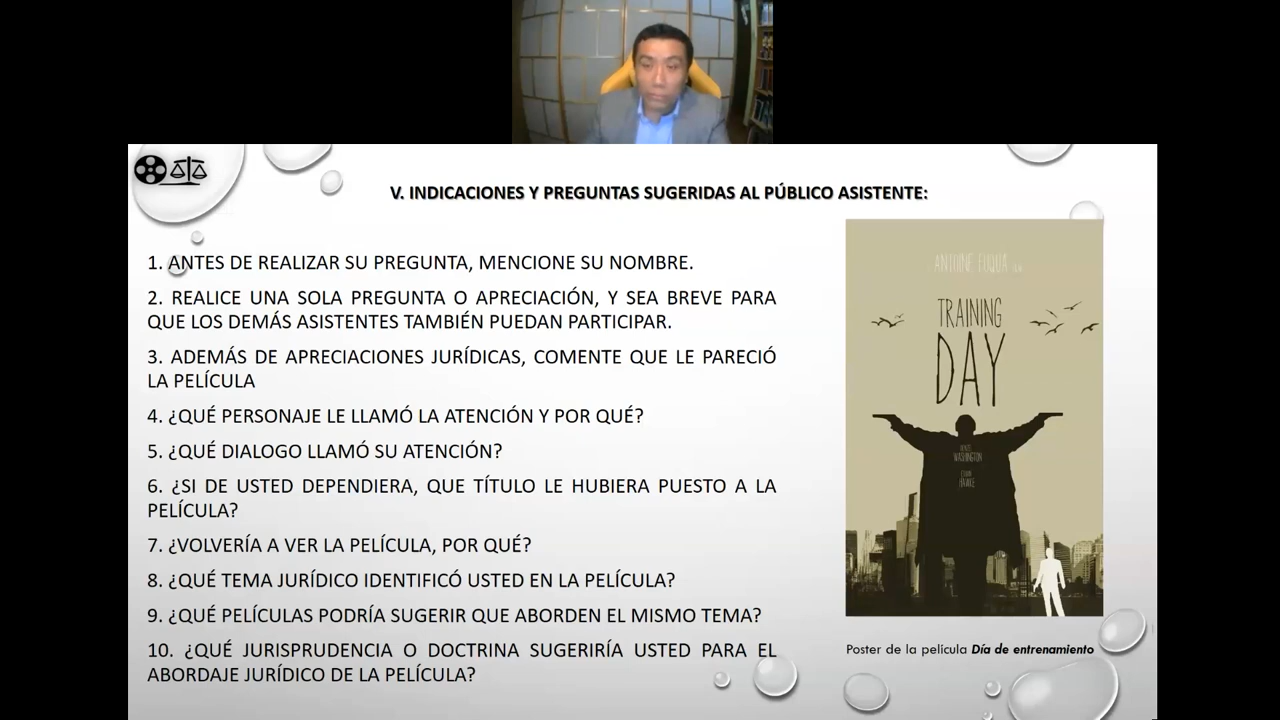 V. INDICACIONES Y PREGUNTAS SUGERIDAS AL PÚBLICO ASISTENTE:
1. ANTES DE REALIZAR SU PREGUNTA, MENCIONE SU NOMBRE.
2. REALICE UNA SOLA PREGUNTA O APRECIACIÓN, Y SEA BREVE PARA
QUE LOS DEMÁS ASISTENTES TAMBIÉN PUEDAN PARTICIPAR.
3. ADEMÁS DE APRECIACIONES JURÍDICAS, COMENTE QUE LE PARECIÓ
LA PELÍCULA
4. ¿QUÉ PERSONAJE LE LLAMÓ LA ATENCIÓN Y POR QUÉ?
5. ¿QUÉ DIALOGO LLAMÓ SU ATENCIÓN?
6. ¿SI DE USTED DEPENDIERA, QUE TÍTULO LE HUBIERA PUESTO A LA
PELÍCULA?
7. ¿VOLVERÍA A VER LA PELÍCULA, POR QUÉ?
8. ¿QUÉ TEMA JURÍDICO IDENTIFICÓ USTED EN LA PELÍCULA?
9. ¿QUÉ PELÍCULAS PODRÍA SUGERIR QUE ABORDEN EL MISMO TEMA?
10. ¿QUÉ JURISPRUDENCIA O DOCTRINA SUGERIRÍA USTED PARA EL
ABORDAJE JURÍDICO DE LA PELÍCULA?
ANTOINE FUQUA
TRAINING
DAY
WASHINGTON
Poster de la película Día de entrenamiento